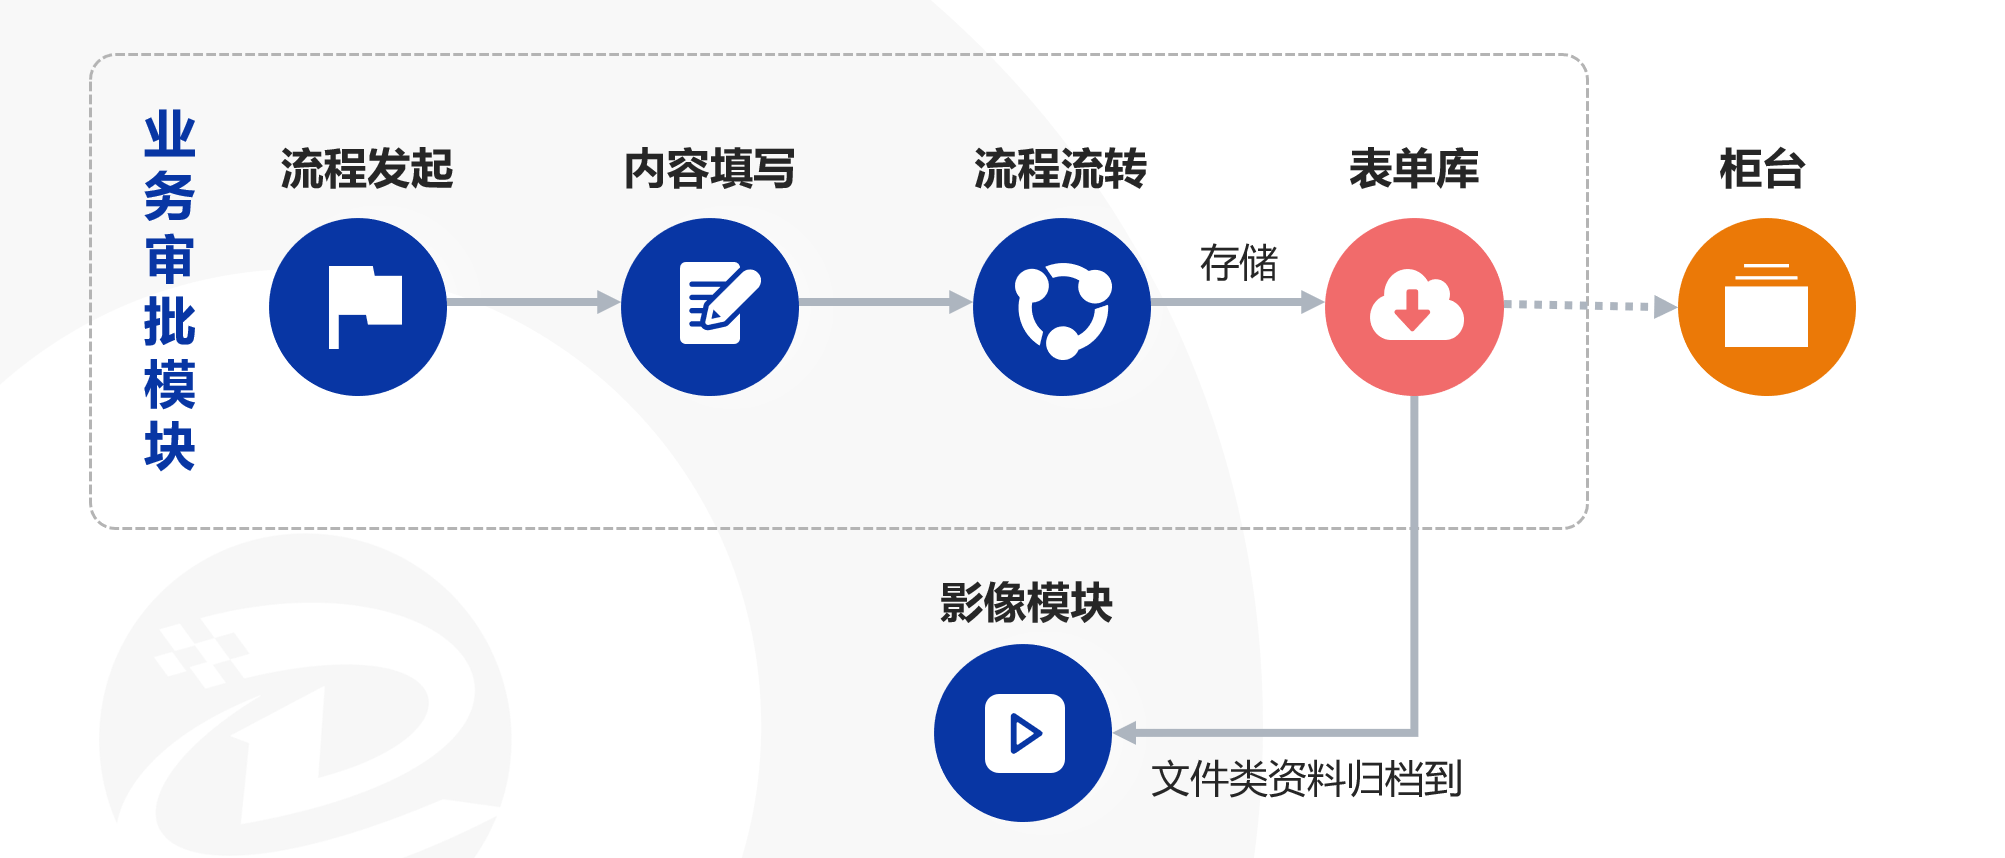 业务审批模块
流程发起
内容填写
流程流转
存储
表单库
柜台
影像模块
文件类资料归档到